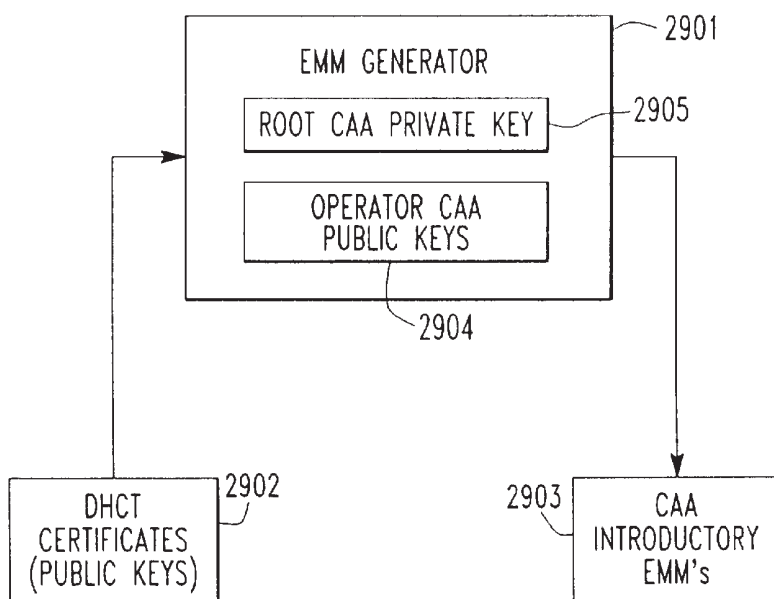 2901
EMM GENERATOR
ROOT CAA PRIVATE KEY
2905
OPERATOR CAA
PUBLIC KEYS
2904
2902
DHCT
CERTIFICATES
(PUBLIC KEYS)
2903
CAA
INTRODUCTORY
EMM's